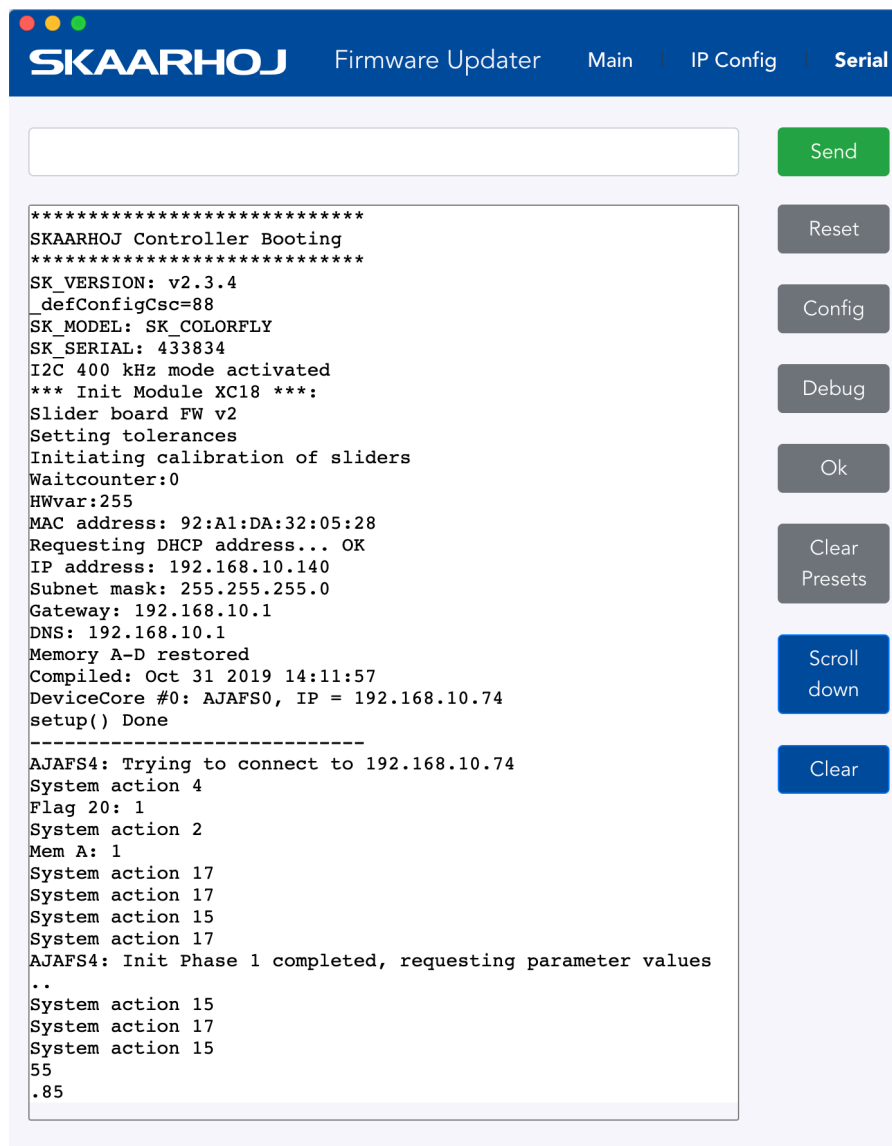 SKAARHOJ Firmware Updater Main IP Config Serial
Send
Reset
Config
Debug
Ok
Clear
Presets
Scroll
down
Clear
*****************************
SKAARHOJ Controller Booting
*****************************
SK_VERSION: v2.3.4
_defConfigCsc=88
SK_MODEL: SK_COLORFLY
SK_SERIAL: 433834
I2C 400 kHz mode activated
*** Init Module XC18 ***:
Slider board FW v2
Setting tolerances
Initiating calibration of sliders
Waitcounter:0
HWvar:255
MAC address: 92:A1:DA:32:05:28
Requesting DHCP address... OK
IP address: 192.168.10.140
Subnet mask: 255.255.255.0
Gateway: 192.168.10.1
DNS: 192.168.10.1
Memory A-D restored
Compiled: Oct 31 2019 14:11:57
DeviceCore #0: AJAFS0, IP = 192.168.10.74
setup() Done
-----------------------------
AJAFS4: Trying to connect to 192.168.10.74
System action 4
Flag 20: 1
System action 2
Mem A: 1
System action 17
System action 17
System action 15
System action 17
AJAFS4: Init Phase 1 completed, requesting parameter values
..
System action 15
System action 17
System action 15
55
.85